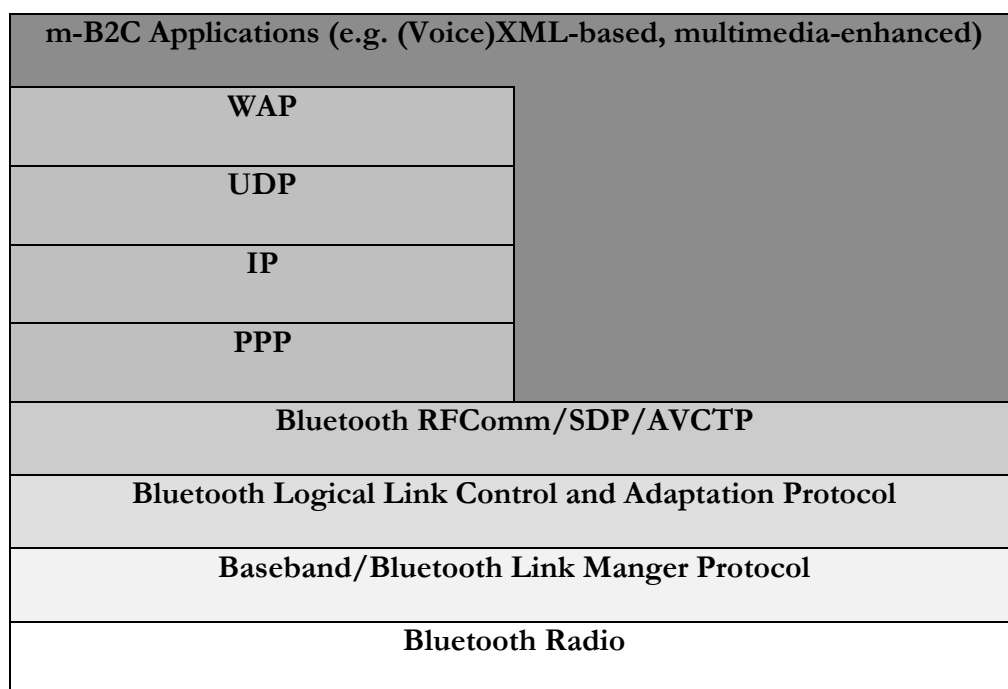 m-B2C Applications (e.g. (Voice)XML-based, multimedia-enhanced)
WAP
UDP
IP
PPP
Bluetooth RFComm/SDP/AVCTP
Bluetooth Logical Link Control and Adaptation Protocol
Baseband/Bluetooth Link Manger Protocol
Bluetooth Radio